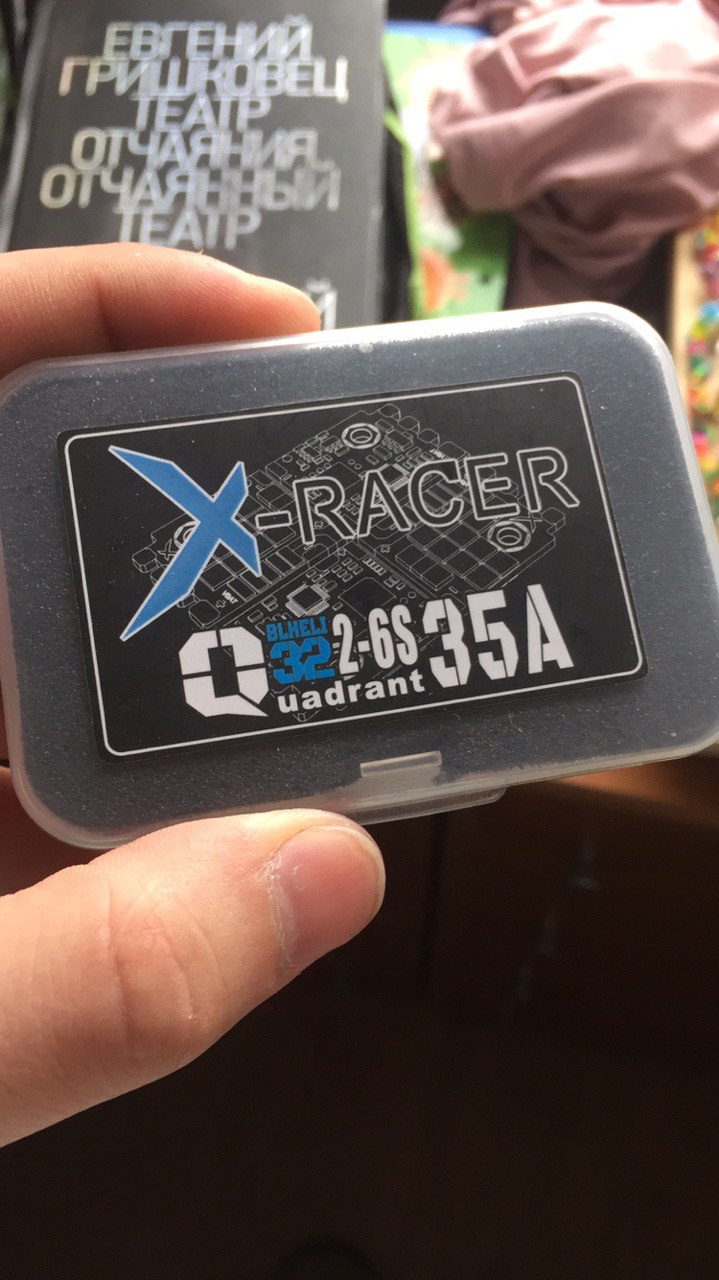 ЕВГЕНИЙ
ГРИШКОВЕЦ
ТЕАТР
ОТЧАЯНИЯ.
ОТЧАЯННЫЙ
ТЕАТР
X-RACER
BLHELI
32
2-6S
35A
Quadrant